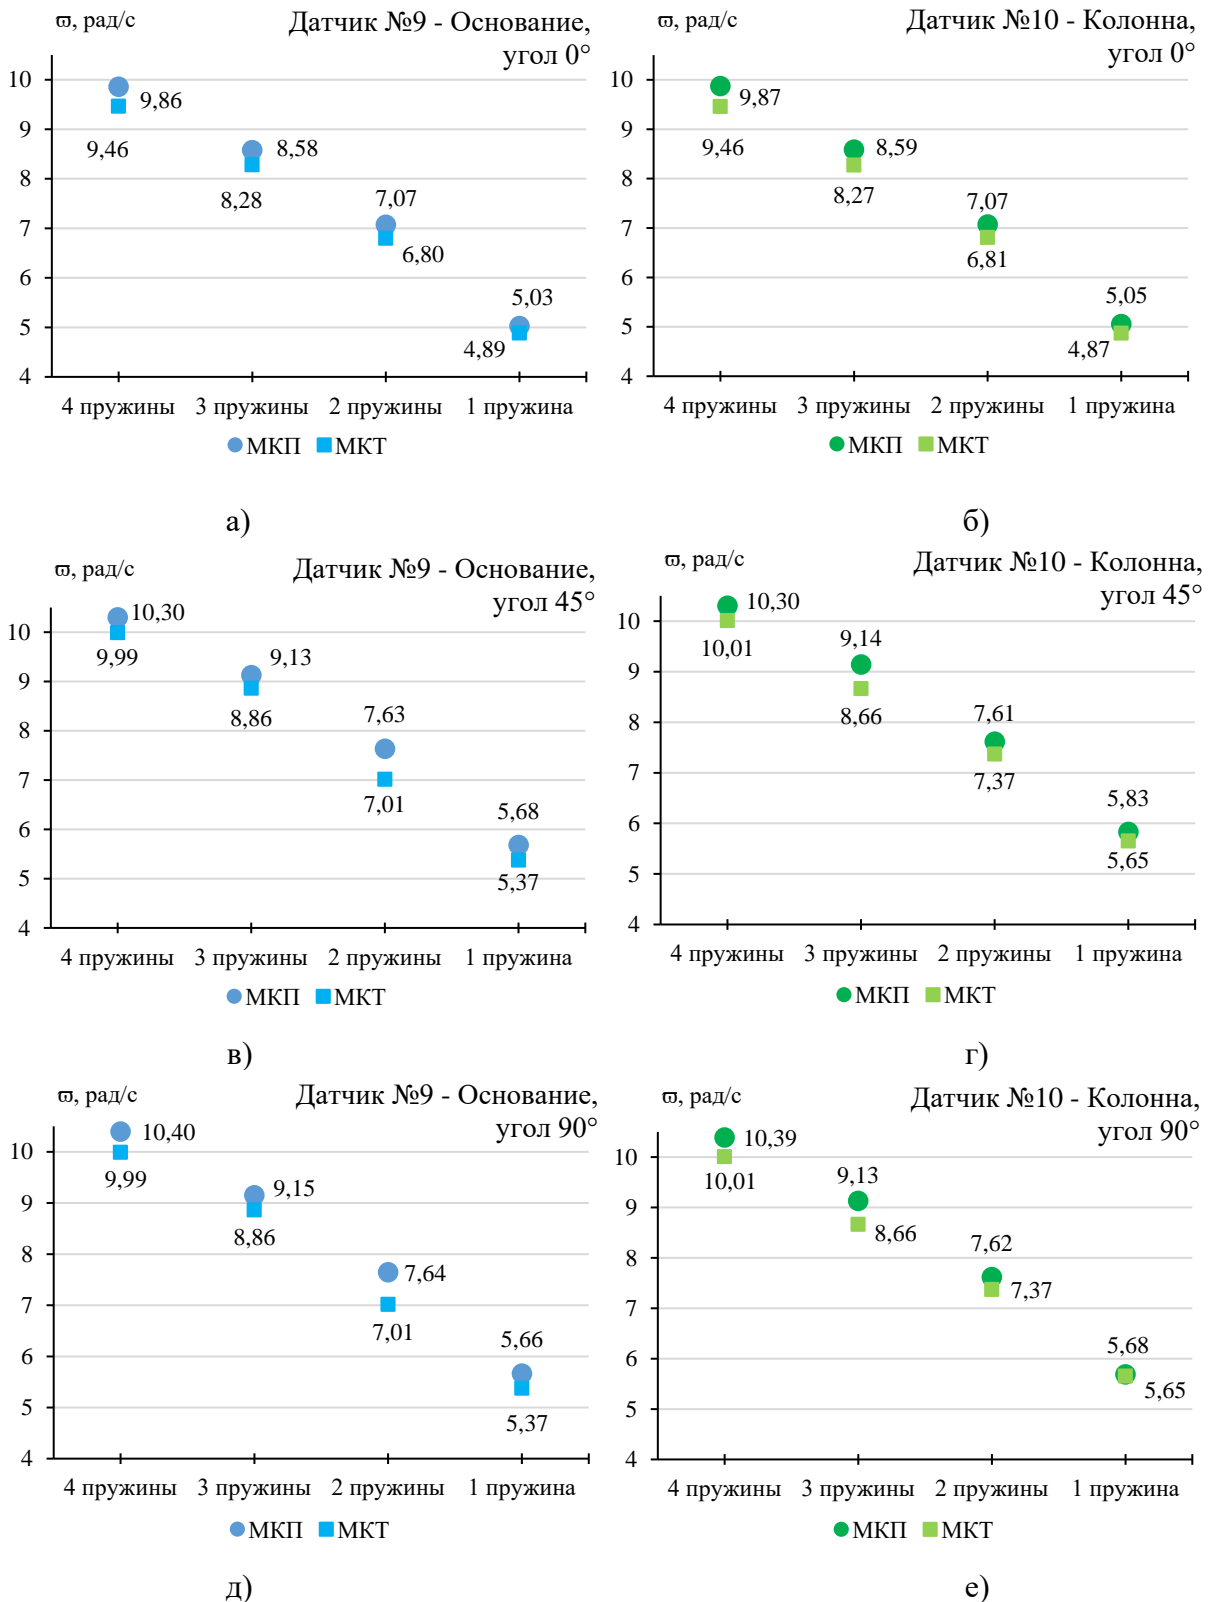 ϖ, рад/с
Датчик №9 - Основание,
угол 0°
10
9
8
7
6
5
4
9,86
9,46
8,58
8,28
7,07
6,80
5,03
4,89
4 пружины 3 пружины 2 пружины 1 пружина
МКП МКТ
а)
ϖ, рад/с
Датчик №10 - Колонна,
угол 0°
10
9
8
7
6
5
4
9,87
9,46
8,59
8,27
7,07
6,81
5,05
4,87
4 пружины 3 пружины 2 пружины 1 пружина
МКП МКТ
б)
ϖ, рад/с
Датчик №9 - Основание,
угол 45°
10
9
8
7
6
5
4
10,30
9,99
9,13
8,86
7,63
7,01
5,68
5,37
4 пружины 3 пружины 2 пружины 1 пружина
МКП МКТ
в)
ϖ, рад/с
Датчик №10 - Колонна,
угол 45°
10
9
8
7
6
5
4
10,30
10,01
9,14
8,66
7,61
7,37
5,83
5,65
4 пружины 3 пружины 2 пружины 1 пружина
МКП МКТ
г)
ϖ, рад/с
Датчик №9 - Основание,
угол 90°
10
9
8
7
6
5
4
10,40
9,99
9,15
8,86
7,64
7,01
5,66
5,37
4 пружины 3 пружины 2 пружины 1 пружина
МКП МКТ
д)
ϖ, рад/с
Датчик №10 - Колонна,
угол 90°
10
9
8
7
6
5
4
10,39
10,01
9,13
8,66
7,62
7,37
5,68
5,65
4 пружины 3 пружины 2 пружины 1 пружина
МКП МКТ
е)